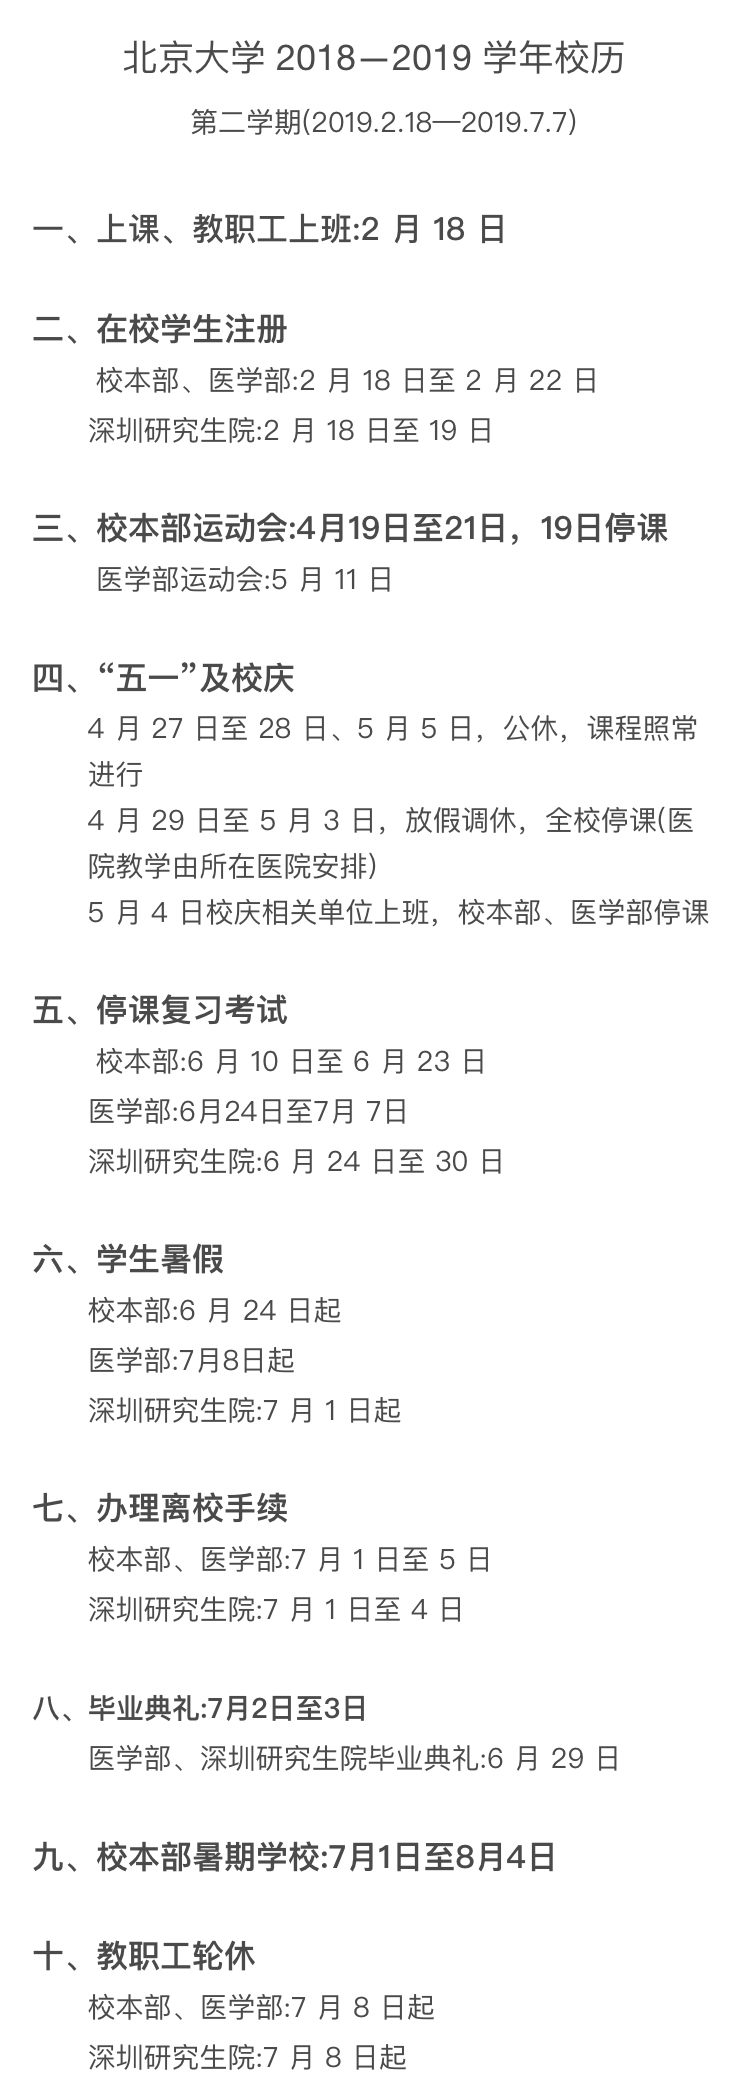 北京大学 2018—2019 学年校历
第二学期(2019.2.18—2019.7.7)
一、上课、教职工上班:2 月 18 日
二、在校学生注册
校本部、医学部:2 月 18 日至 2 月 22 日
深圳研究生院:2 月 18 日至 19 日
三、校本部运动会:4月19日至21日，19日停课
医学部运动会:5 月 11 日
四、“五一”及校庆
4 月 27 日至 28 日、5 月 5 日，公休，课程照常
进行
4 月 29 日至 5 月 3 日，放假调休，全校停课(医
院教学由所在医院安排)
5 月 4 日校庆相关单位上班，校本部、医学部停课
五、停课复习考试
校本部:6 月 10 日至 6 月 23 日
医学部:6月24日至7月 7日
深圳研究生院:6 月 24 日至 30 日
六、学生暑假
校本部:6 月 24 日起
医学部:7月8日起
深圳研究生院:7 月 1 日起
七、办理离校手续
校本部、医学部:7 月 1 日至 5 日
深圳研究生院:7 月 1 日至 4 日
八、毕业典礼:7月2日至3日
医学部、深圳研究生院毕业典礼:6 月 29 日
九、校本部暑期学校:7月1日至8月4日
十、教职工轮休
校本部、医学部:7 月 8 日起
深圳研究生院:7 月 8 日起